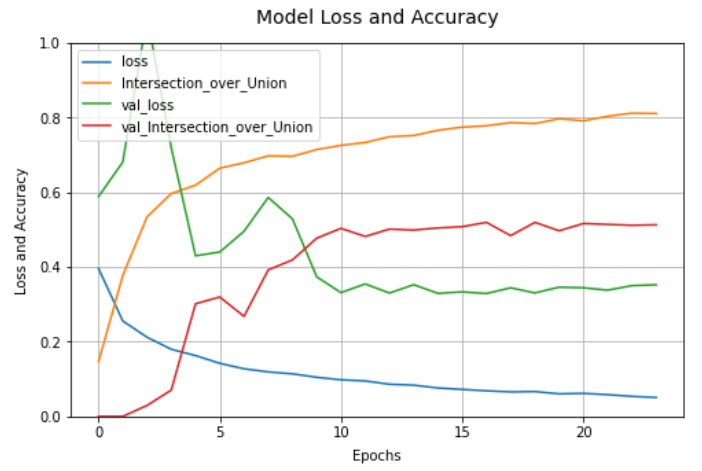 Model Loss and Accuracy
1.0
0.8
0.6
0.4
0.2
0.0
Loss and Accuracy
loss
Intersection_over_Union
val_loss
val_Intersection_over_Union
0 5 10 15 20
Epochs